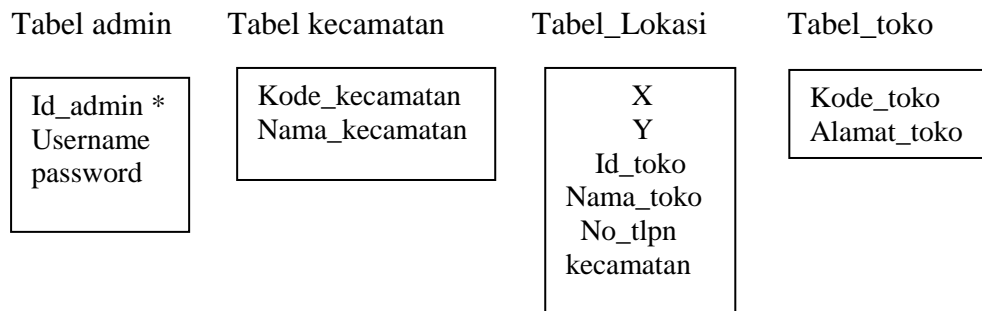 Tabel admin
Tabel kecamatan
Tabel_Lokasi
Tabel_toko
Id_admin *
Username
password
Kode_kecamatan
Nama_kecamatan
X
Y
Id_toko
Nama_toko
No_tlpn
kecamatan
Kode_toko
Alamat_toko